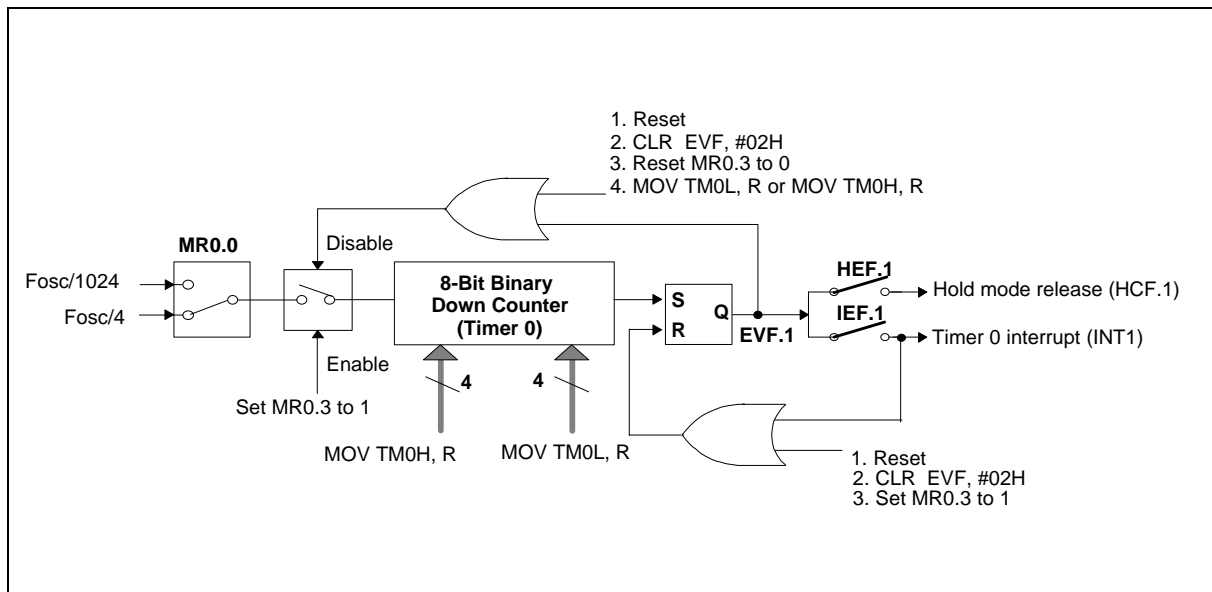 1. Reset
2. CLR EVF, #02H
3. Reset MR0.3 to 0
4. MOV TM0L, R or MOV TM0H, R
MR0.0
Disable
Fosc/1024
Fosc/4
8-Bit Binary
Down Counter
(Timer 0)
S
R
Q
EVF.1
HEF.1
Hold mode release (HCF.1)
IEF.1
Timer 0 interrupt (INT1)
Enable
Set MR0.3 to 1
4
4
MOV TM0H, R
MOV TM0L, R
1. Reset
2. CLR EVF, #02H
3. Set MR0.3 to 1